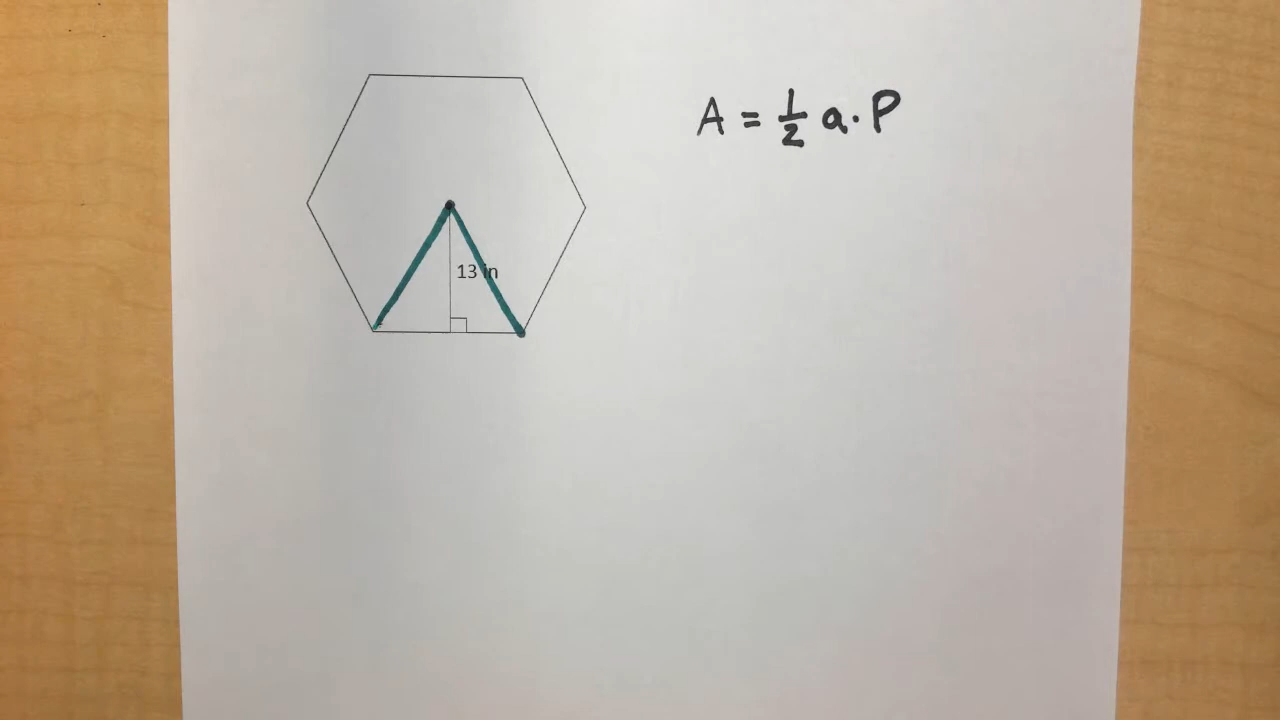 A = 1/2 a · P
13 in